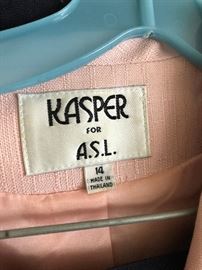 KASPER
FOR
A.S.L.
14
MADE IN
THAILAND